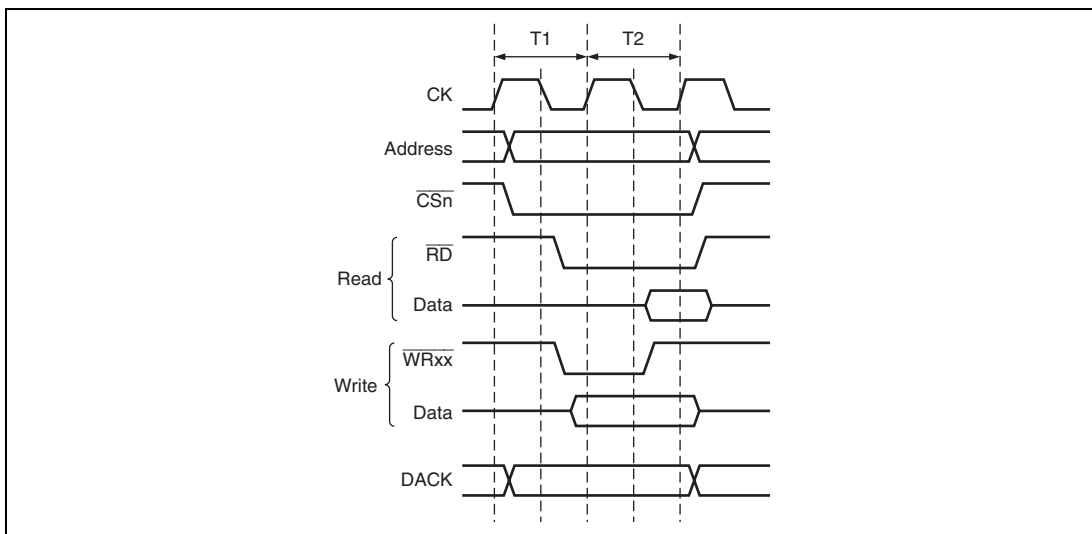 T1 T2
CK
Address
CSn
RD
Read
Data
WRxx
Write
Data
DACK